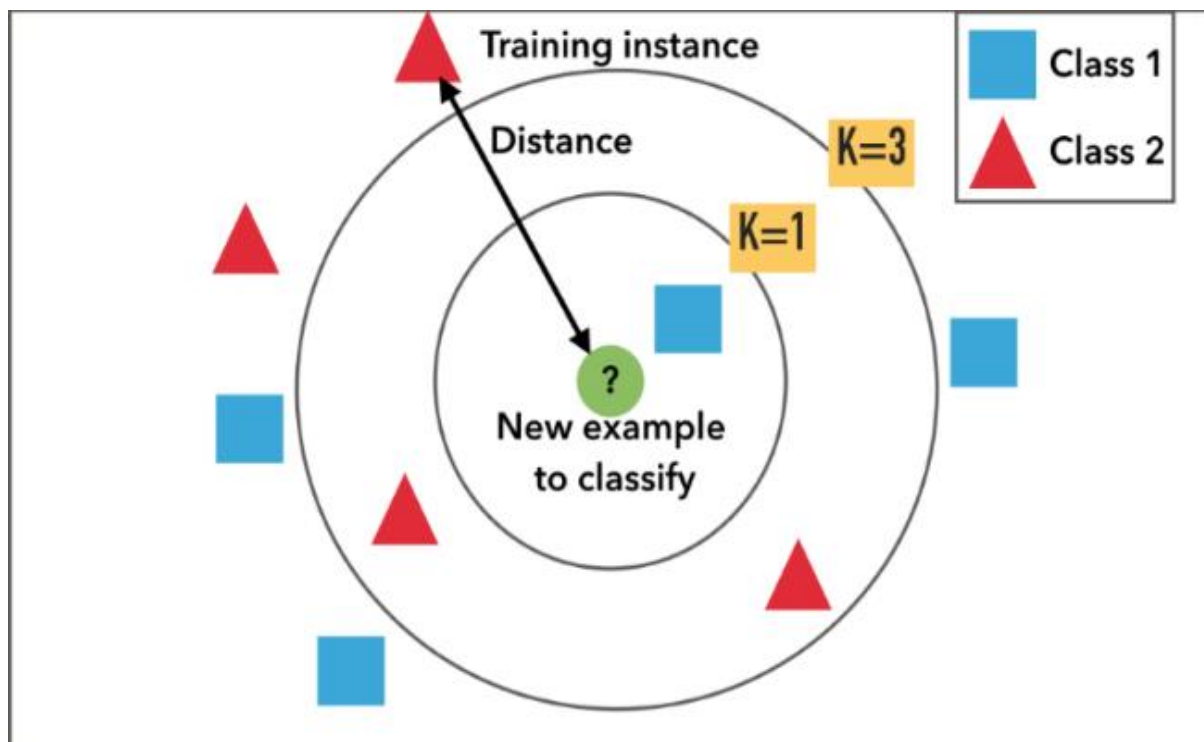 Training instance
Class 1
Distance
K=3
Class 2
K=1
?
New example
to classify